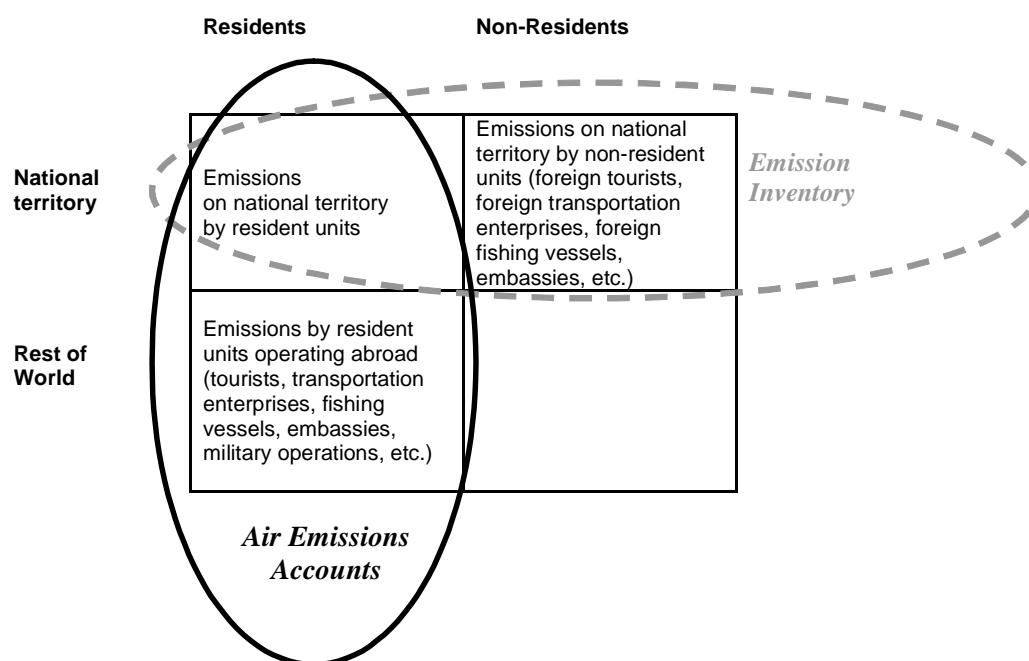 Residents
Non-Residents
National
territory
Emissions
on national territory
by resident units
Emissions on national
territory by non-resident
units (foreign tourists,
foreign transportation
enterprises, foreign
fishing vessels,
embassies, etc.)
Emission
Inventory
Rest of
World
Emissions by resident
units operating abroad
(tourists, transportation
enterprises, fishing
vessels, embassies,
military operations, etc.)
Air Emissions
Accounts